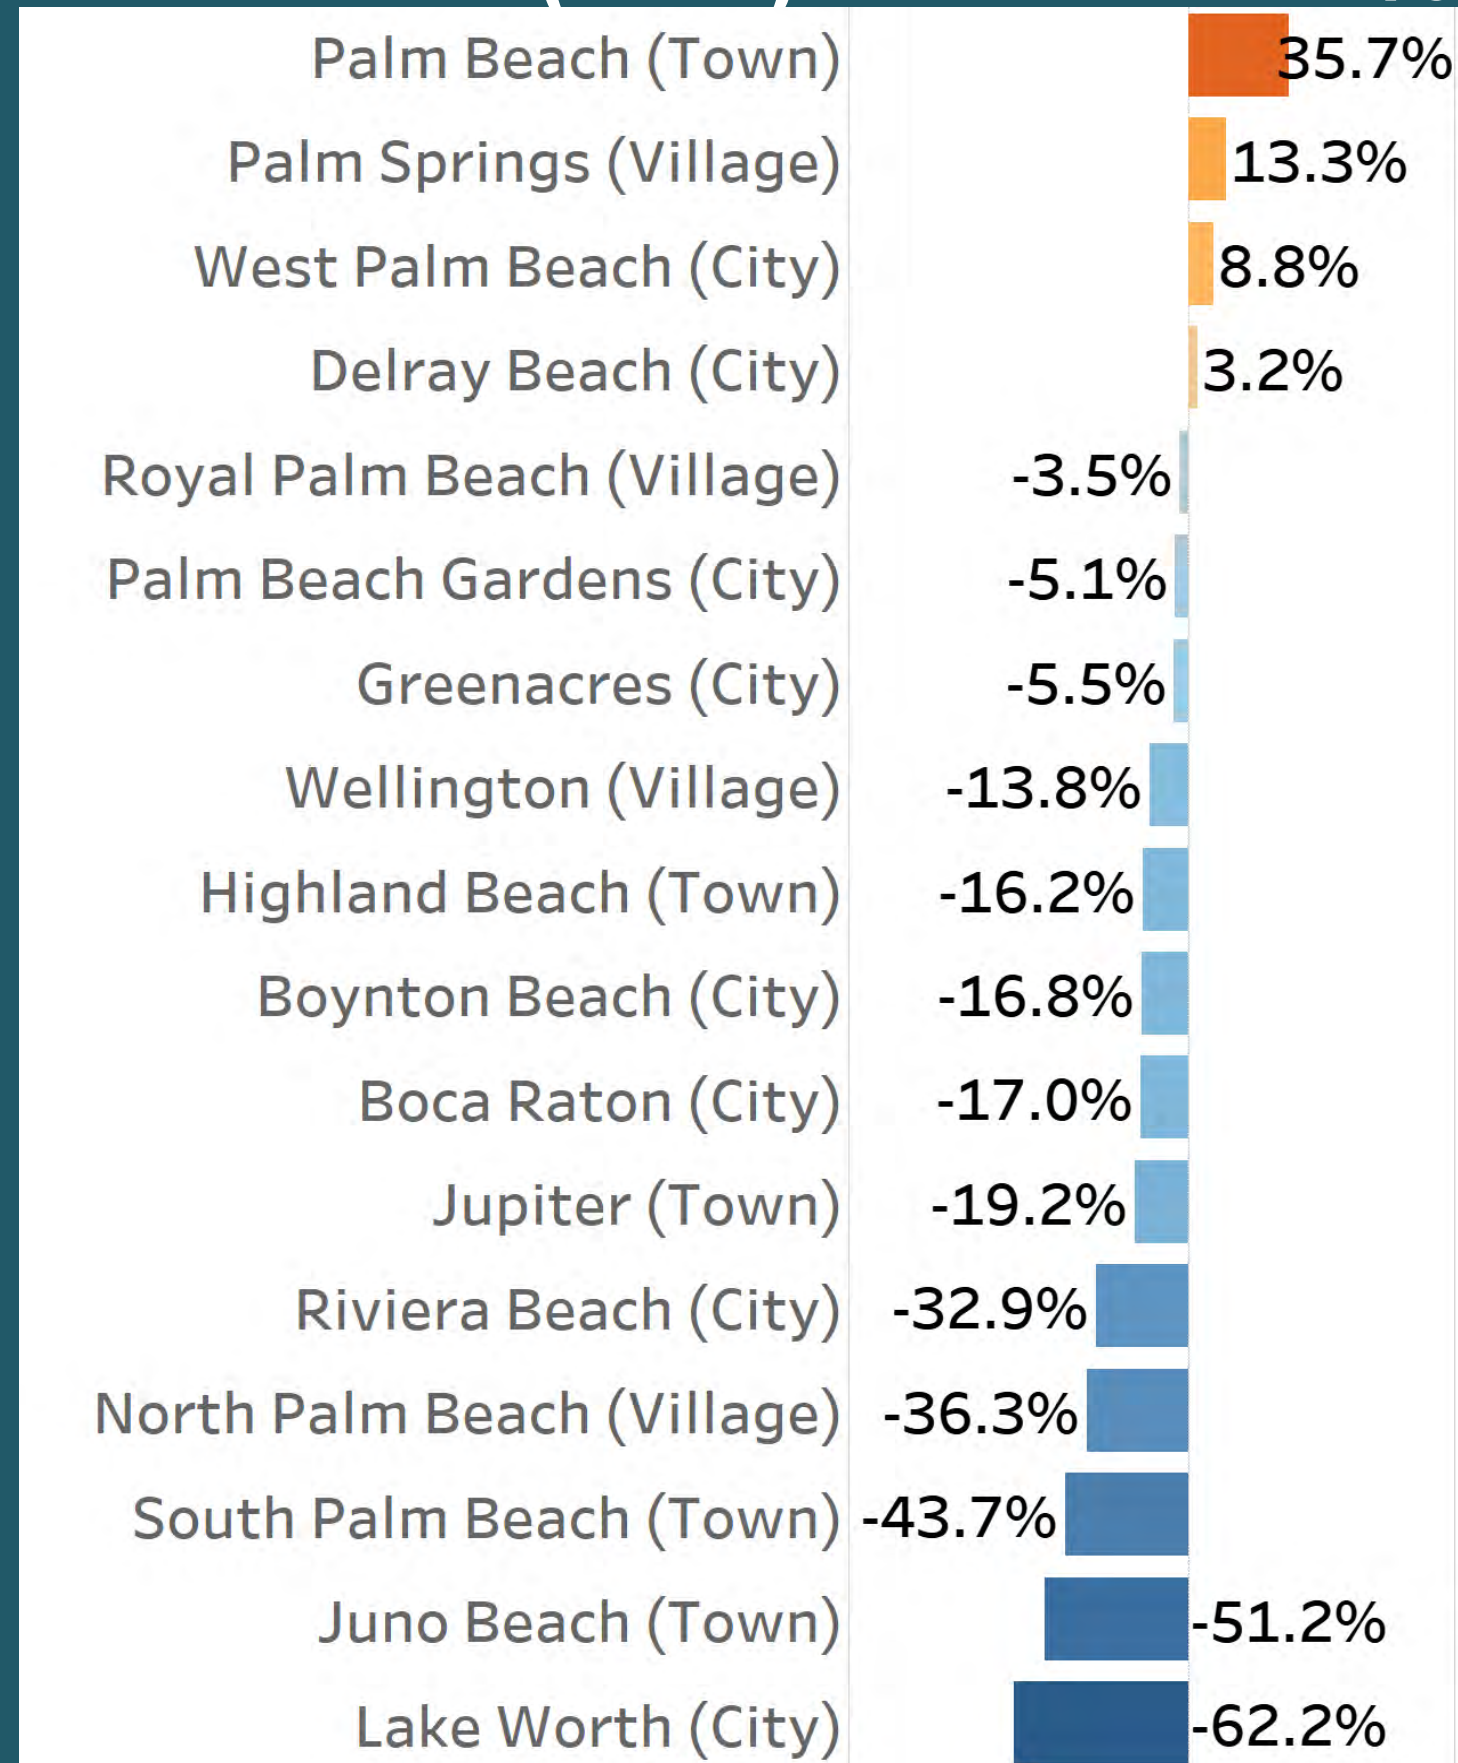 Palm Beach (Town) 35.7%
Palm Springs (Village) 13.3%
West Palm Beach (City) 8.8%
Delray Beach (City) 3.2%
Royal Palm Beach (Village) -3.5%
Palm Beach Gardens (City) -5.1%
Greenacres (City) -5.5%
Wellington (Village) -13.8%
Highland Beach (Town) -16.2%
Boynton Beach (City) -16.8%
Boca Raton (City) -17.0%
Jupiter (Town) -19.2%
Riviera Beach (City) -32.9%
North Palm Beach (Village) -36.3%
South Palm Beach (Town) -43.7%
Juno Beach (Town) -51.2%
Lake Worth (City) -62.2%